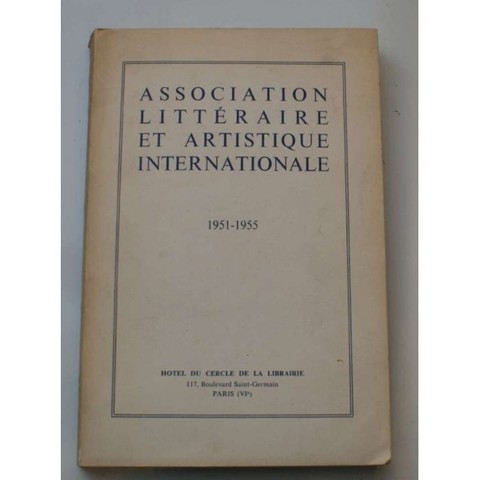 ASSOCIATION
LITTÉRAIRE
ET ARTISTIQUE
INTERNATIONALE
1951-1955
HOTEL DU CERCLE DE LA LIBRAIRIE
117, Boulevard Saint-Germain
PARIS (VIᵉ)